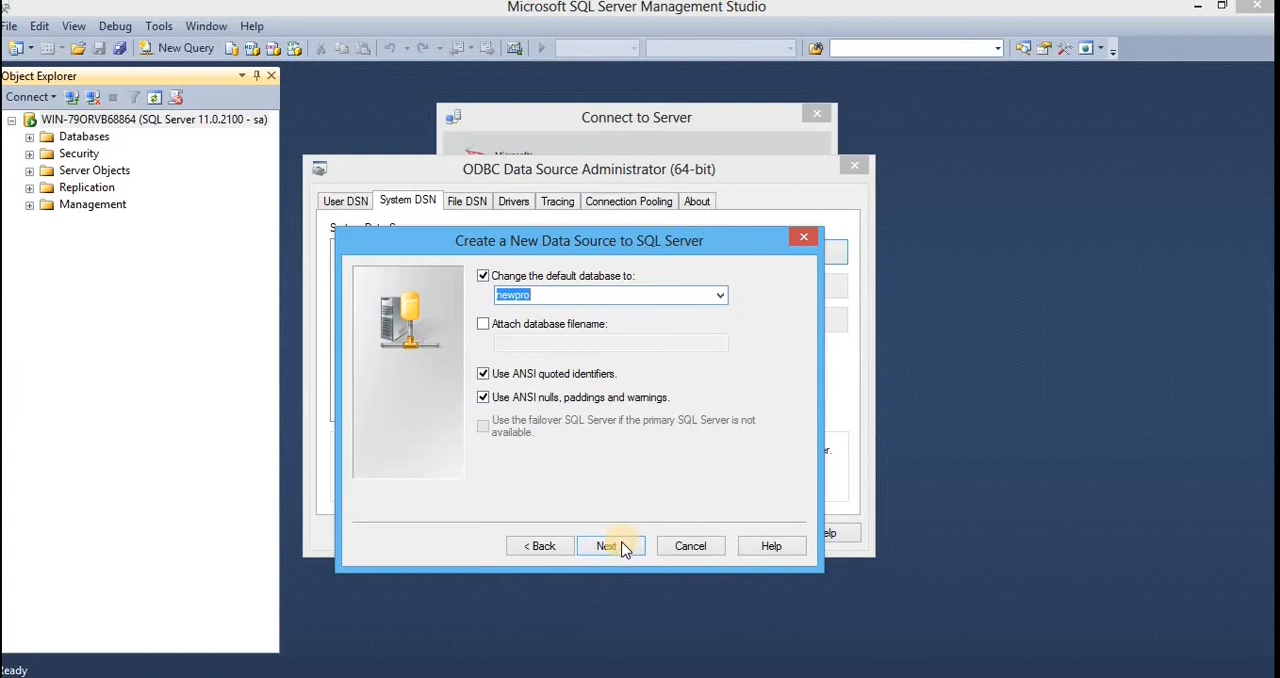 Microsoft SQL Server Management Studio
File Edit View Debug Tools Window Help
New Query
Object Explorer
Connect
WIN-79ORVB68864 (SQL Server 11.0.2100 - sa)
Databases
Security
Server Objects
Replication
Management
Connect to Server
ODBC Data Source Administrator (64-bit)
User DSN System DSN File DSN Drivers Tracing Connection Pooling About
Create a New Data Source to SQL Server
Change the default database to:
newpro
Attach database filename:
Use ANSI quoted identifiers.
Use ANSI nulls, paddings and warnings.
Use the failover SQL Server if the primary SQL Server is not
available.
< Back Next Cancel Help
elp
Ready